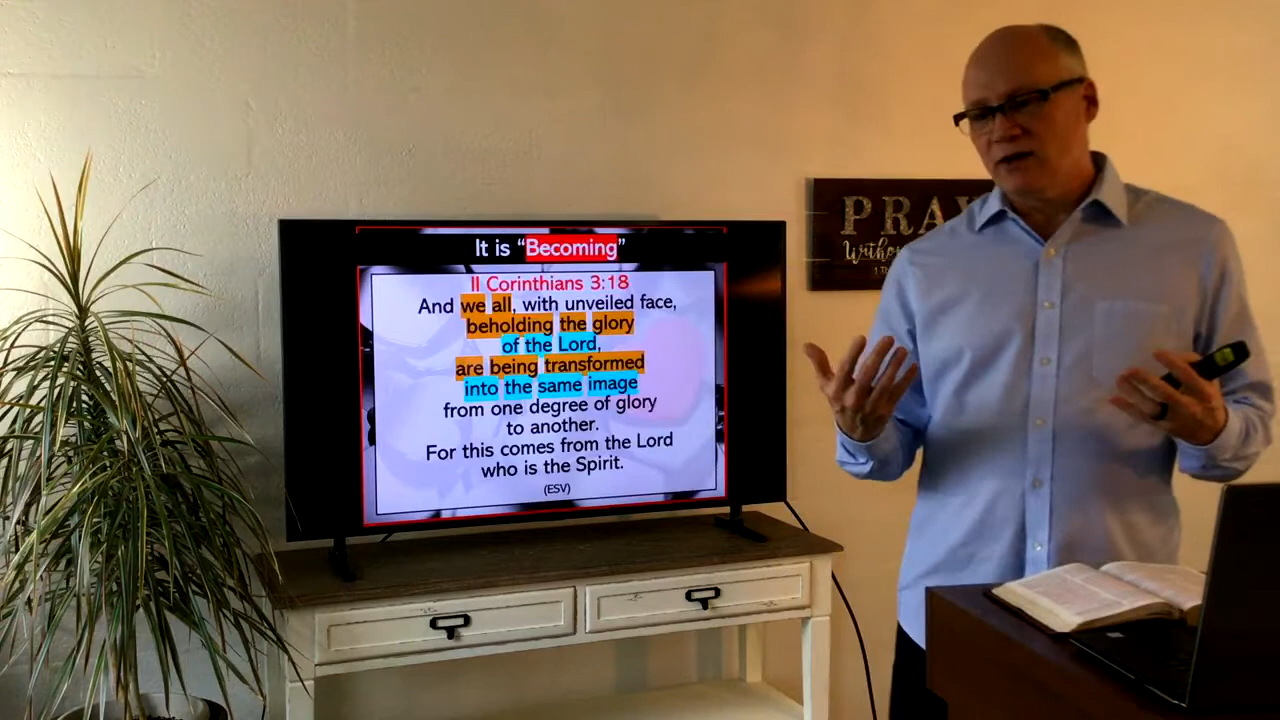 It is “Becoming”
II Corinthians 3:18
And we all, with unveiled face,
beholding the glory
of the Lord,
are being transformed
into the same image
from one degree of glory
to another.
For this comes from the Lord
who is the Spirit.
(ESV)
PRAY